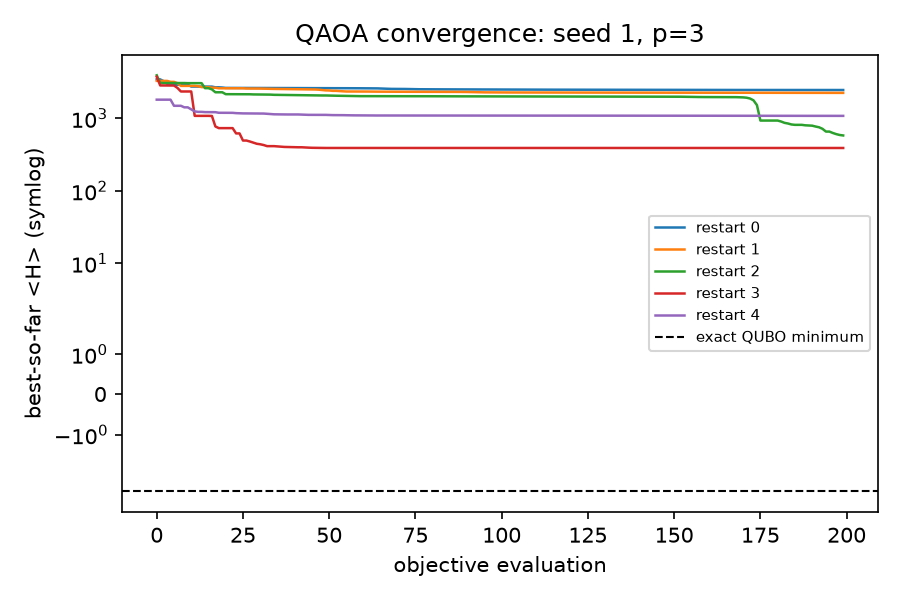 QAOA convergence: seed 1, p=3
best-so-far <H> (symlog)
10³
10²
10¹
10⁰
0
−10⁰
restart 0
restart 1
restart 2
restart 3
restart 4
exact QUBO minimum
0 25 50 75 100 125 150 175 200
objective evaluation